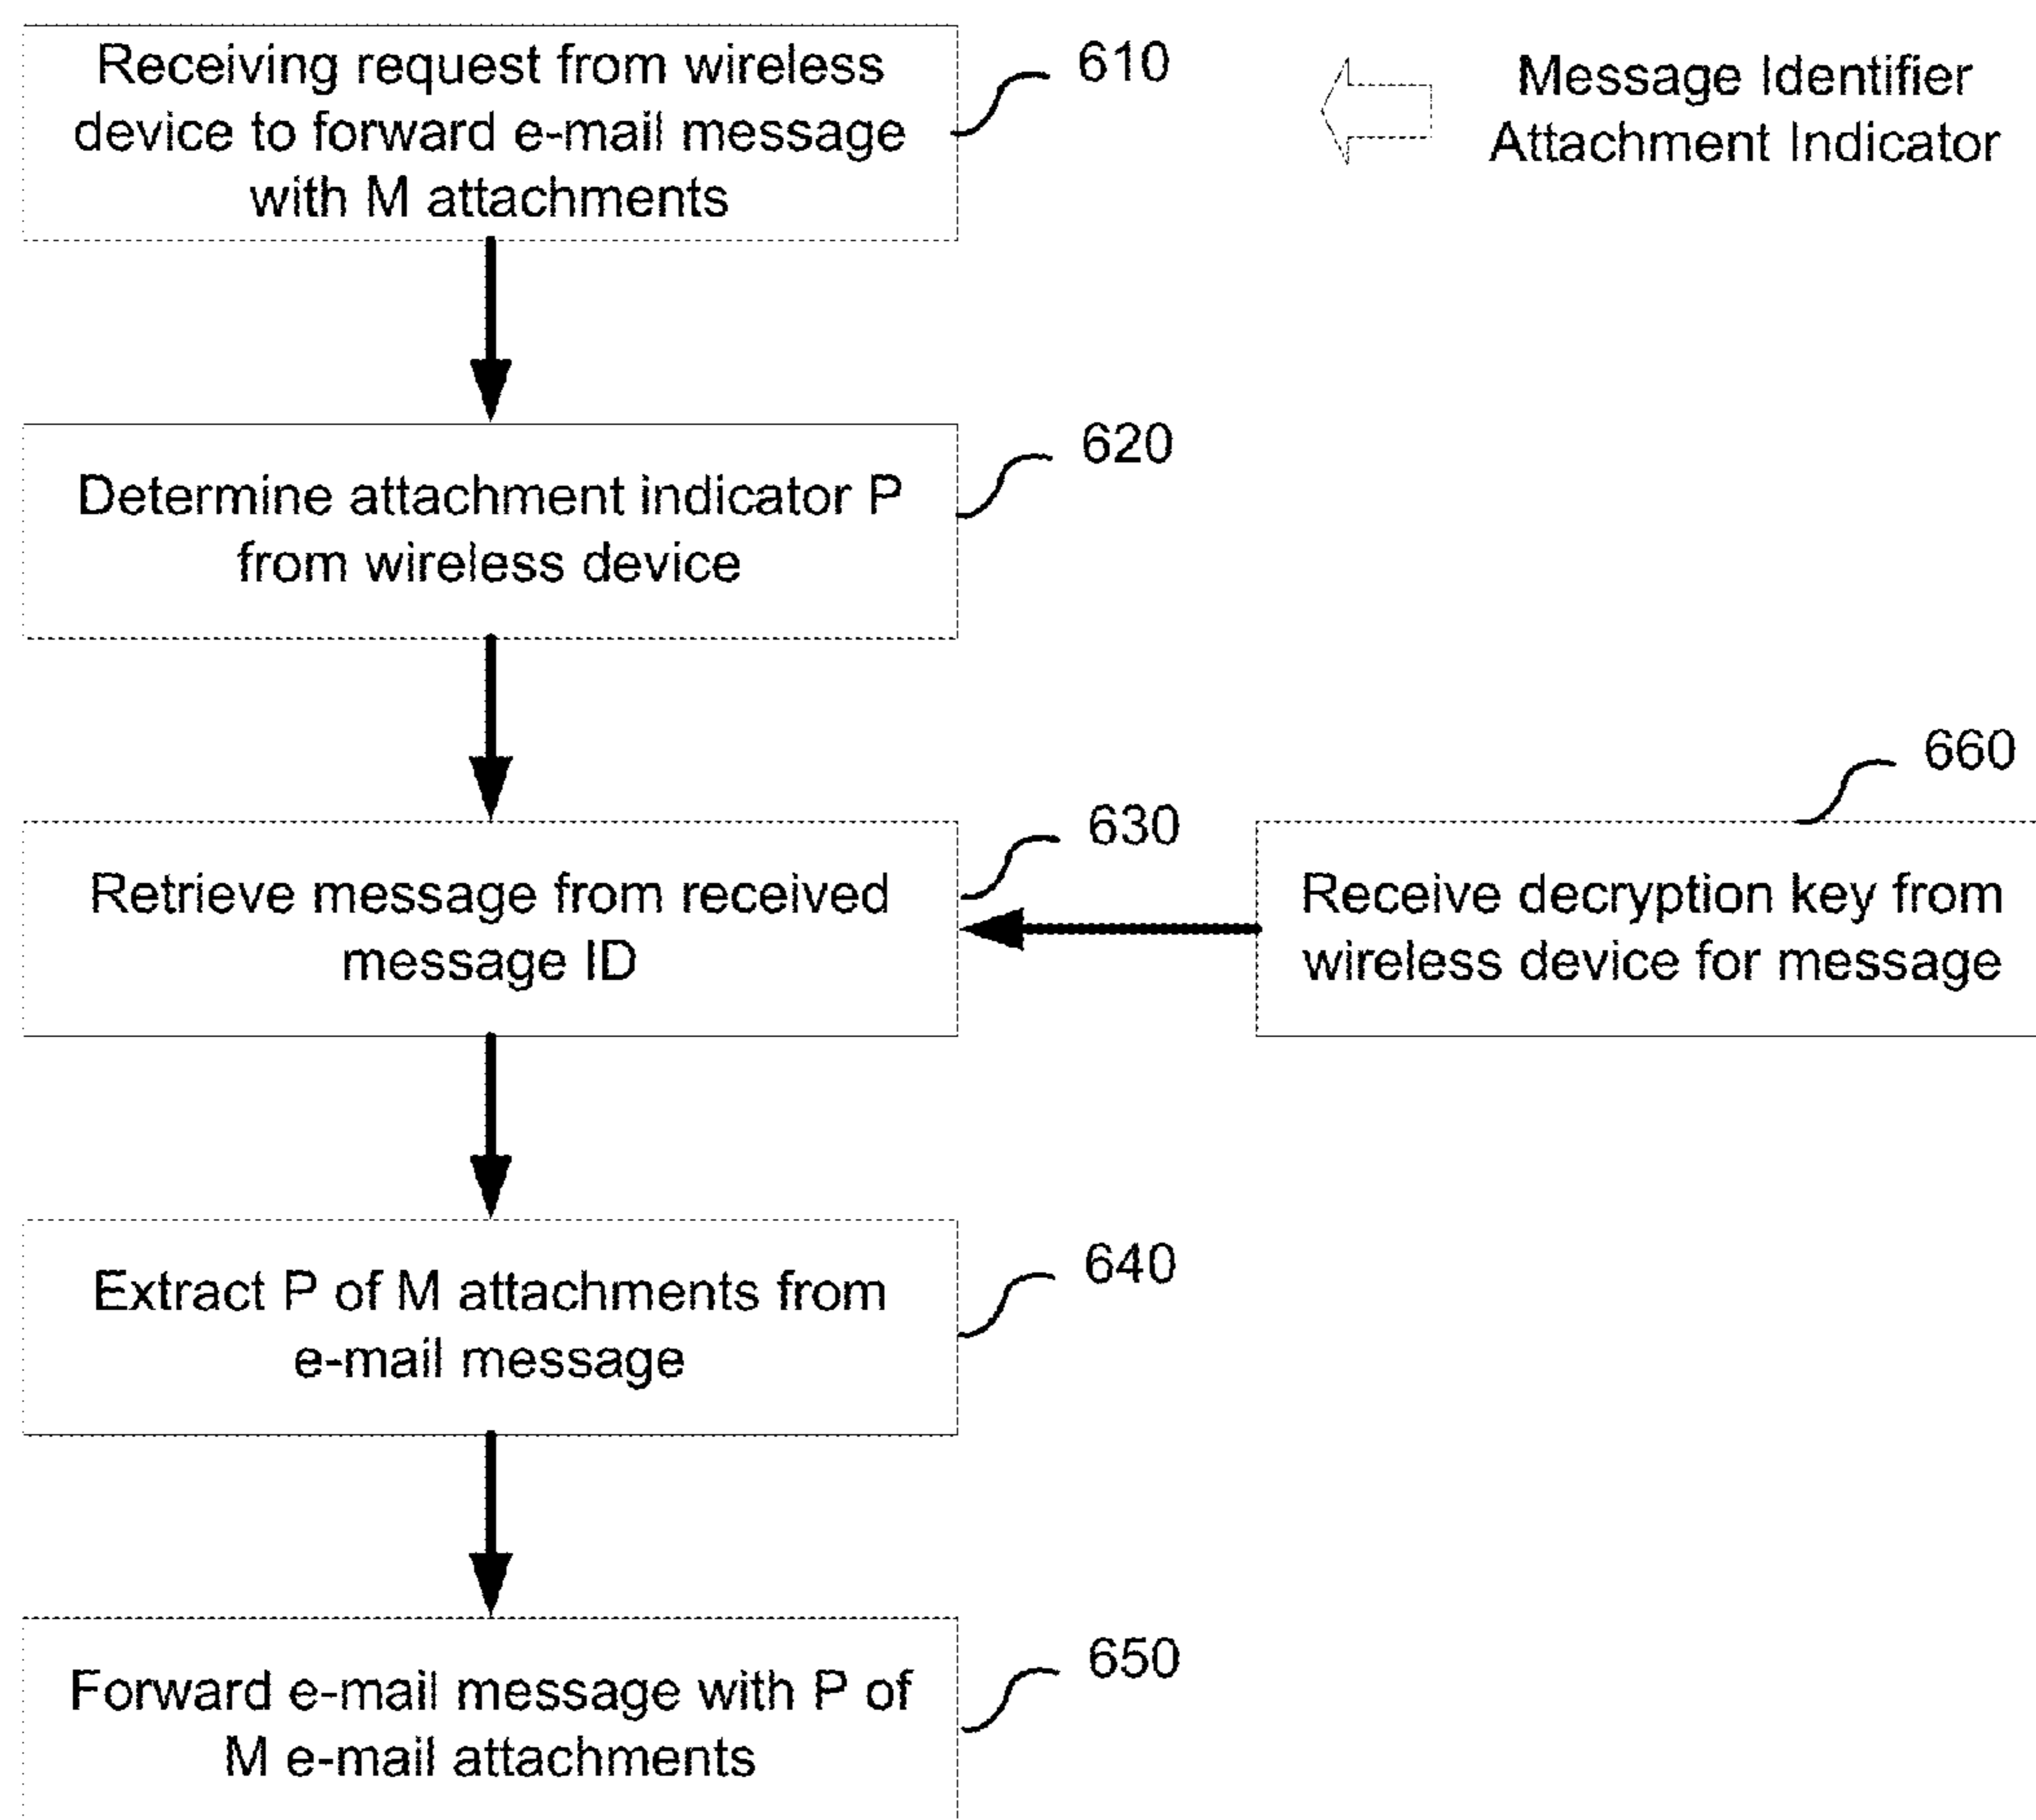 Receiving request from wireless
device to forward e-mail message
with M attachments
610
Message Identifier
Attachment Indicator
Determine attachment indicator P
from wireless device
620
Retrieve message from received
message ID
630
Receive decryption key from
wireless device for message
660
Extract P of M attachments from
e-mail message
640
Forward e-mail message with P of
M e-mail attachments
650